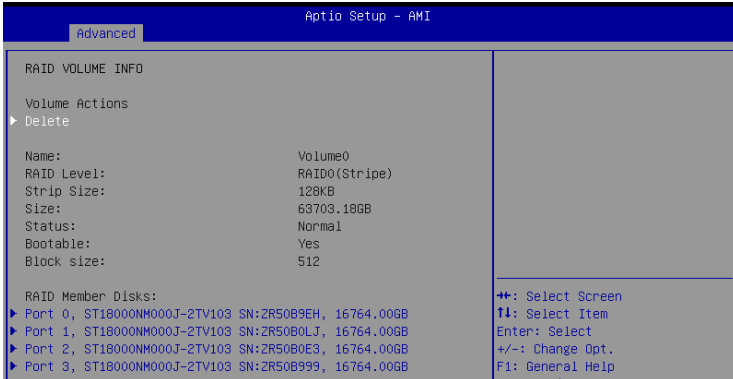 Aptio Setup - AMI
Advanced
RAID VOLUME INFO
Volume Actions
Delete
Name: Volume0
RAID Level: RAID0(Stripe)
Strip Size: 128KB
Size: 63703.18GB
Status: Normal
Bootable: Yes
Block size: 512
RAID Member Disks:
Port 0, ST18000NM000J-2TV103 SN:ZR50B9EH, 16764.00GB
Port 1, ST18000NM000J-2TV103 SN:ZR50B0LJ, 16764.00GB
Port 2, ST18000NM000J-2TV103 SN:ZR50B0E3, 16764.00GB
Port 3, ST18000NM000J-2TV103 SN:ZR50B999, 16764.00GB
→←: Select Screen
↑↓: Select Item
Enter: Select
+/-: Change Opt.
F1: General Help